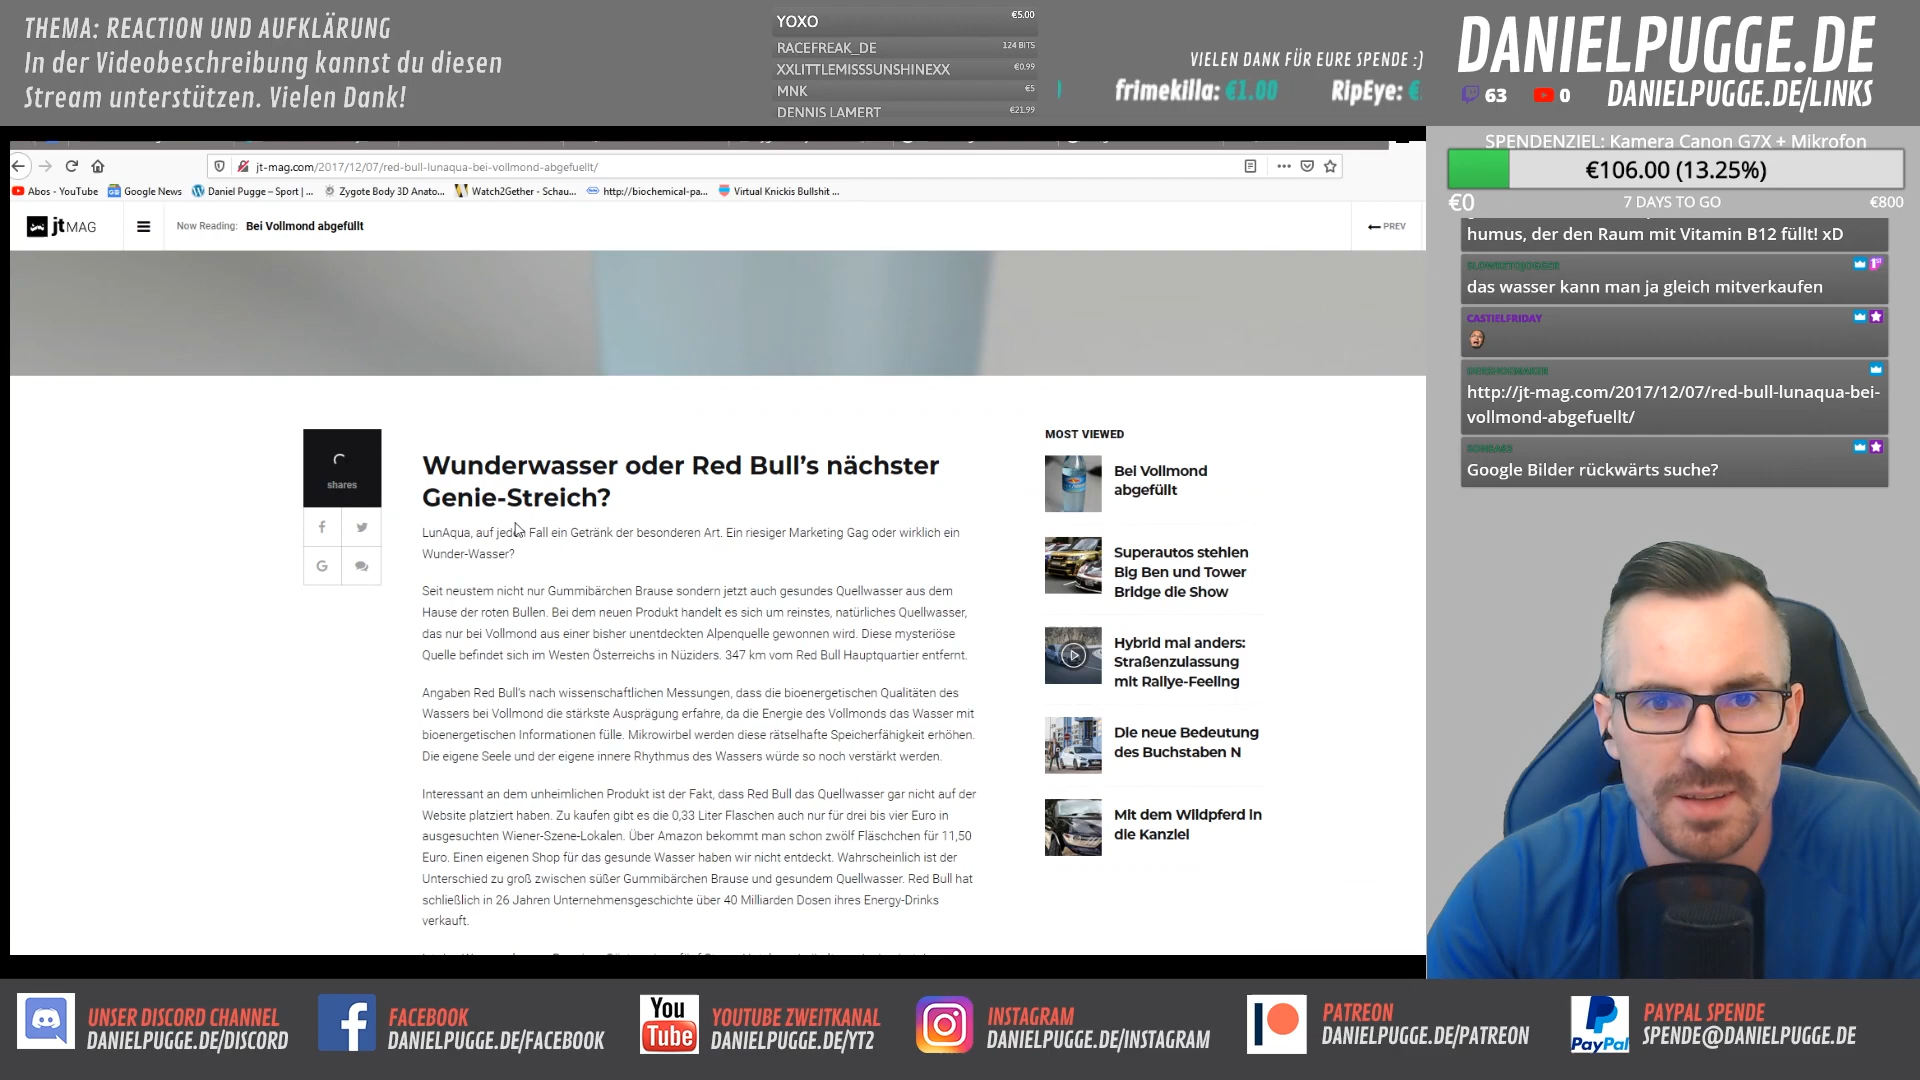 THEMA: REACTION UND AUFKLÄRUNG
In der Videobeschreibung kannst du diesen
Stream unterstützen. Vielen Dank!
YOXO €5.00
RACEFREAK_DE 124 BITS
XXLITTLEMISSSUNSHINEXX €0.99
MNK €5
DENNIS LAMERT €21.99
VIELEN DANK FÜR EURE SPENDE :)
frimekilla: €1.00 RipEye: €
DANIELPUGGE.DE
63 0 DANIELPUGGE.DE/LINKS
SPENDENZIEL: Kamera Canon G7X + Mikrofon
€106.00 (13.25%)
€0 7 DAYS TO GO €800
humus, der den Raum mit Vitamin B12 füllt! xD
das wasser kann man ja gleich mitverkaufen
CASTIELFRIDAY
http://jt-mag.com/2017/12/07/red-bull-lunaqua-bei-
vollmond-abgefuellt/
Google Bilder rückwärts suche?
jt-mag.com/2017/12/07/red-bull-lunaqua-bei-vollmond-abgefuellt/
Abos - YouTube Google News Daniel Pugge – Sport | ... Zygote Body 3D Anato... Watch2Gether - Schau... http://biochemical-pa... Virtual Knickis Bullshit ...
jtMAG Now Reading: Bei Vollmond abgefüllt PREV
shares
Wunderwasser oder Red Bull's nächster
Genie-Streich?
LunAqua, auf jeden Fall ein Getränk der besonderen Art. Ein riesiger Marketing Gag oder wirklich ein
Wunder-Wasser?
Seit neustem nicht nur Gummibärchen Brause sondern jetzt auch gesundes Quellwasser aus dem
Hause der roten Bullen. Bei dem neuen Produkt handelt es sich um reinstes, natürliches Quellwasser,
das nur bei Vollmond aus einer bisher unentdeckten Alpenquelle gewonnen wird. Diese mysteriöse
Quelle befindet sich im Westen Österreichs in Nüziders. 347 km vom Red Bull Hauptquartier entfernt.
Angaben Red Bull's nach wissenschaftlichen Messungen, dass die bioenergetischen Qualitäten des
Wassers bei Vollmond die stärkste Ausprägung erfahre, da die Energie des Vollmonds das Wasser mit
bioenergetischen Informationen fülle. Mikrowirbel werden diese rätselhafte Speicherfähigkeit erhöhen.
Die eigene Seele und der eigene innere Rhythmus des Wassers würde so noch verstärkt werden.
Interessant an dem unheimlichen Produkt ist der Fakt, dass Red Bull das Quellwasser gar nicht auf der
Website platziert haben. Zu kaufen gibt es die 0,33 Liter Flaschen auch nur für drei bis vier Euro in
ausgesuchten Wiener-Szene-Lokalen. Über Amazon bekommt man schon zwölf Fläschchen für 11,50
Euro. Einen eigenen Shop für das gesunde Wasser haben wir nicht entdeckt. Wahrscheinlich ist der
Unterschied zu groß zwischen süßer Gummibärchen Brause und gesundem Quellwasser. Red Bull hat
schließlich in 26 Jahren Unternehmensgeschichte über 40 Milliarden Dosen ihres Energy-Drinks
verkauft.
MOST VIEWED
Bei Vollmond
abgefüllt
Superautos stehlen
Big Ben und Tower
Bridge die Show
Hybrid mal anders:
Straßenzulassung
mit Rallye-Feeling
Die neue Bedeutung
des Buchstaben N
Mit dem Wildpferd in
die Kanzlei
UNSER DISCORD CHANNEL
DANIELPUGGE.DE/DISCORD
FACEBOOK
DANIELPUGGE.DE/FACEBOOK
You
Tube
YOUTUBE ZWEITKANAL
DANIELPUGGE.DE/YT2
INSTAGRAM
DANIELPUGGE.DE/INSTAGRAM
PATREON
DANIELPUGGE.DE/PATREON
PayPal
PAYPAL SPENDE
SPENDE@DANIELPUGGE.DE